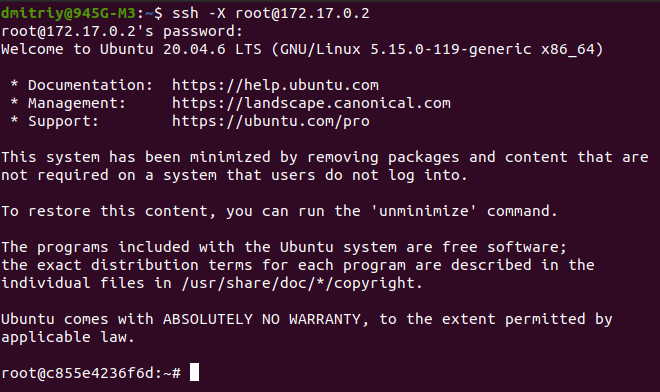 dmitriy@945G-M3:~$ ssh -X root@172.17.0.2
root@172.17.0.2's password:
Welcome to Ubuntu 20.04.6 LTS (GNU/Linux 5.15.0-119-generic x86_64)
* Documentation:  https://help.ubuntu.com
* Management:     https://landscape.canonical.com
* Support:        https://ubuntu.com/pro
This system has been minimized by removing packages and content that are
not required on a system that users do not log into.
To restore this content, you can run the 'unminimize' command.
The programs included with the Ubuntu system are free software;
the exact distribution terms for each program are described in the
individual files in /usr/share/doc/*/copyright.
Ubuntu comes with ABSOLUTELY NO WARRANTY, to the extent permitted by
applicable law.
root@c855e4236f6d:~#